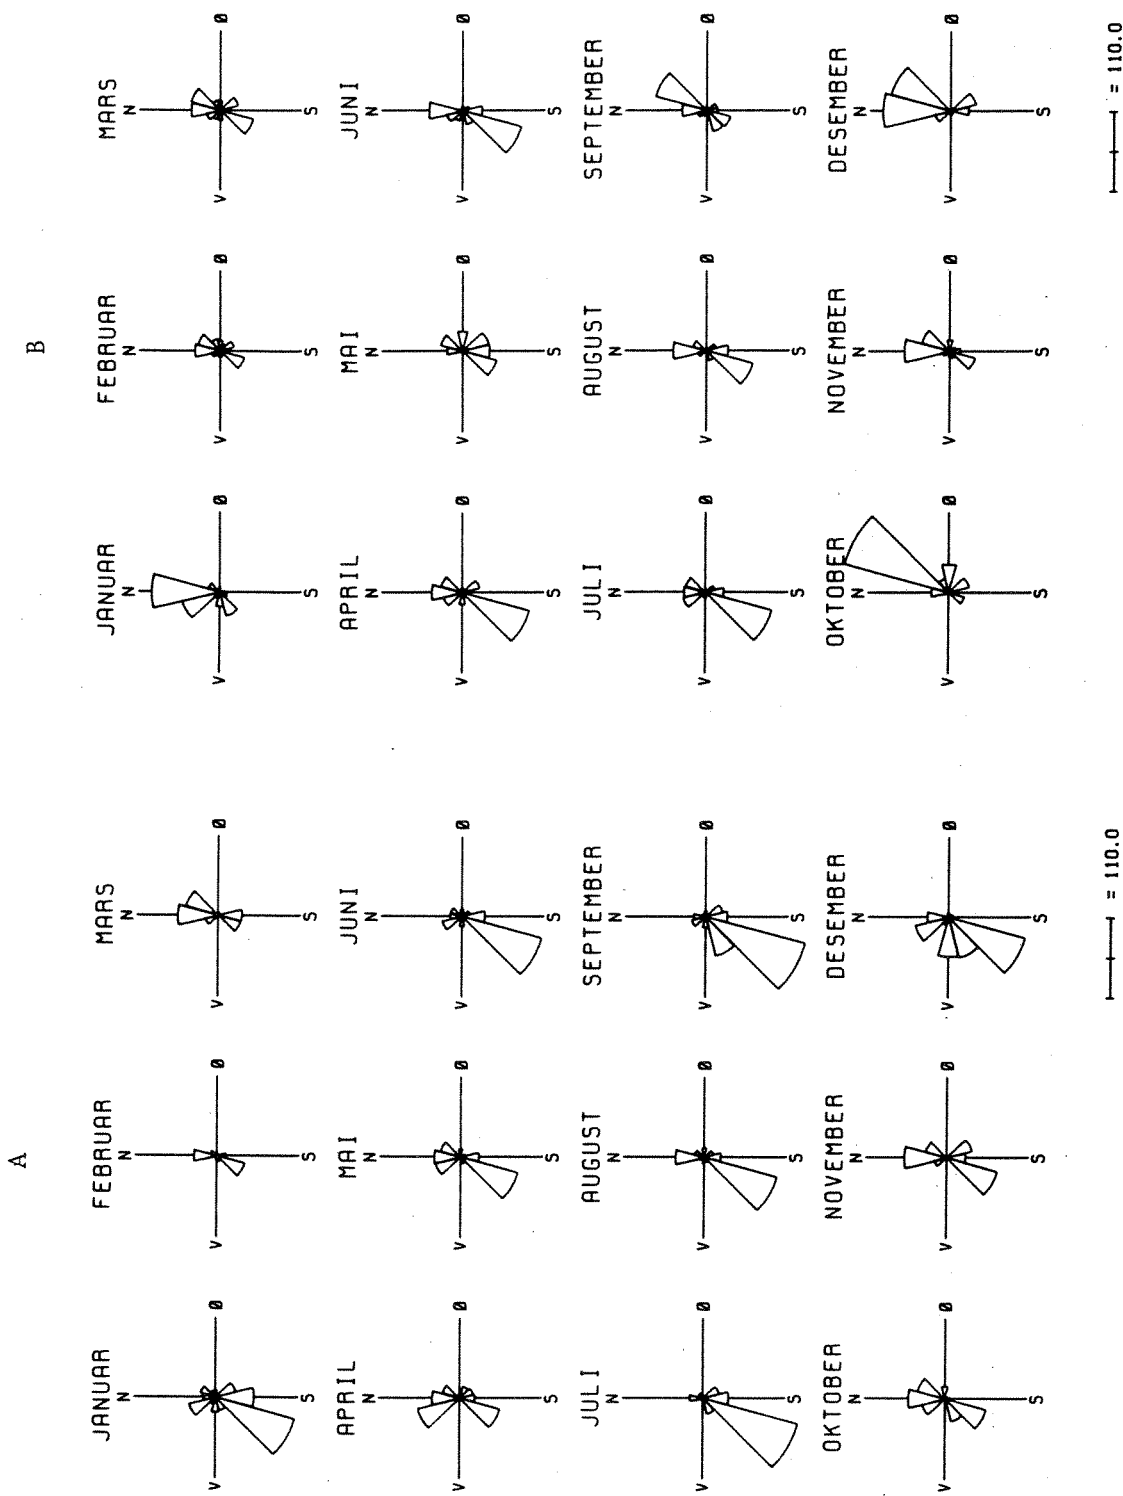 A
JANUAR FEBRUAR MARS
N N N
V Ø V Ø V Ø
S S S
APRIL MAI JUNI
N N N
V Ø V Ø V Ø
S S S
JULI AUGUST SEPTEMBER
N N N
V Ø V Ø V Ø
S S S
OKTOBER NOVEMBER DESEMBER
N N N
V Ø V Ø V Ø
S S S
= 110.0
B
JANUAR FEBRUAR MARS
N N N
V Ø V Ø V Ø
S S S
APRIL MAI JUNI
N N N
V Ø V Ø V Ø
S S S
JULI AUGUST SEPTEMBER
N N N
V Ø V Ø V Ø
S S S
OKTOBER NOVEMBER DESEMBER
N N N
V Ø V Ø V Ø
S S S
= 110.0